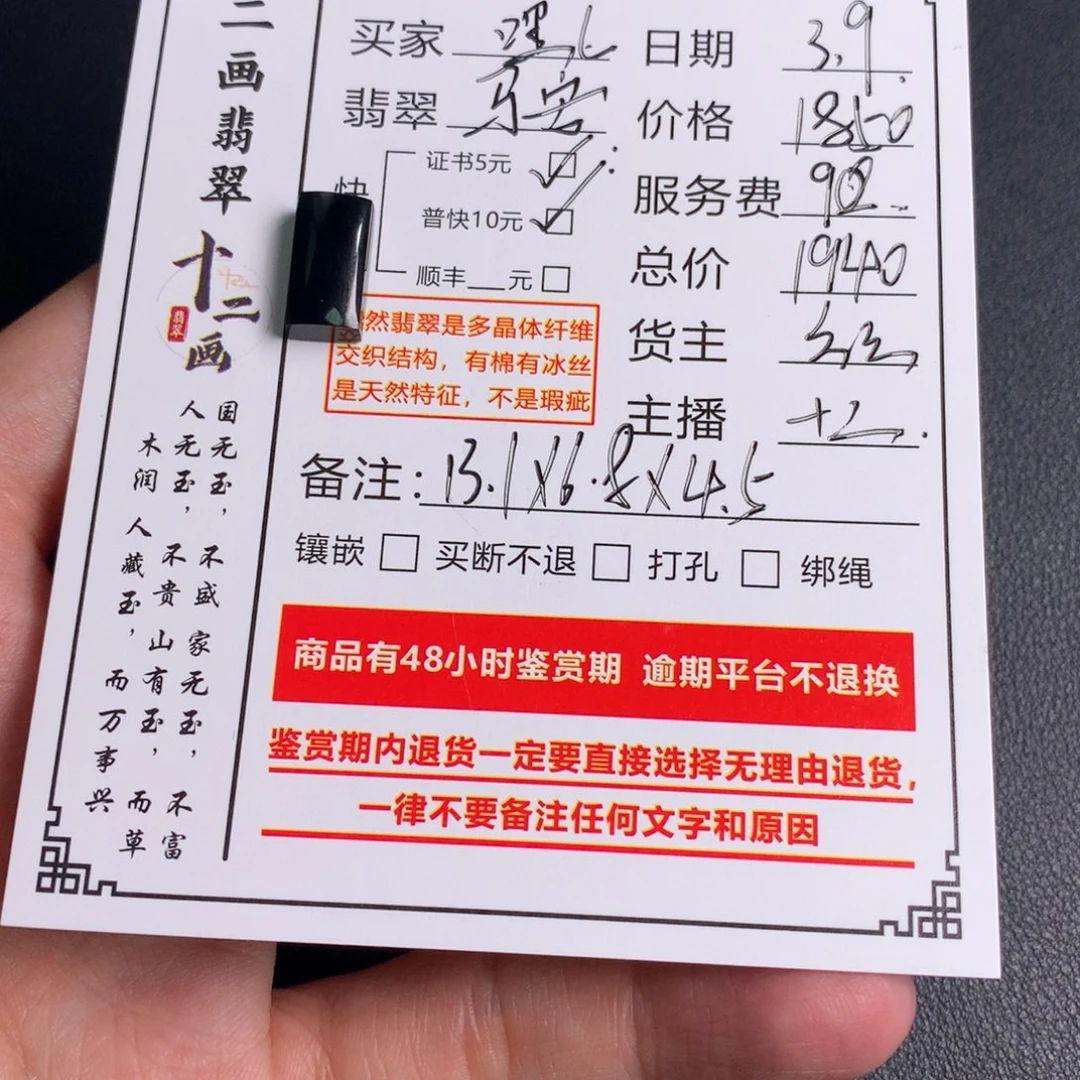 二画翡翠
十二画
翡翠
国无玉，不盛 家无玉，不富
人无玉，不贵 山有玉，而草
木润 人藏玉，而万事兴
买家
日期 3.9.
翡翠
价格 1850
快
证书5元
普快10元
顺丰 元
服务费 90
总价 1940
货主
主播 十二.
然翡翠是多晶体纤维
交织结构，有棉有冰丝
是天然特征，不是瑕疵
备注：13.1X6.8X4.5
镶嵌 买断不退 打孔 绑绳
商品有48小时鉴赏期 逾期平台不退换
鉴赏期内退货一定要直接选择无理由退货，
一律不要备注任何文字和原因